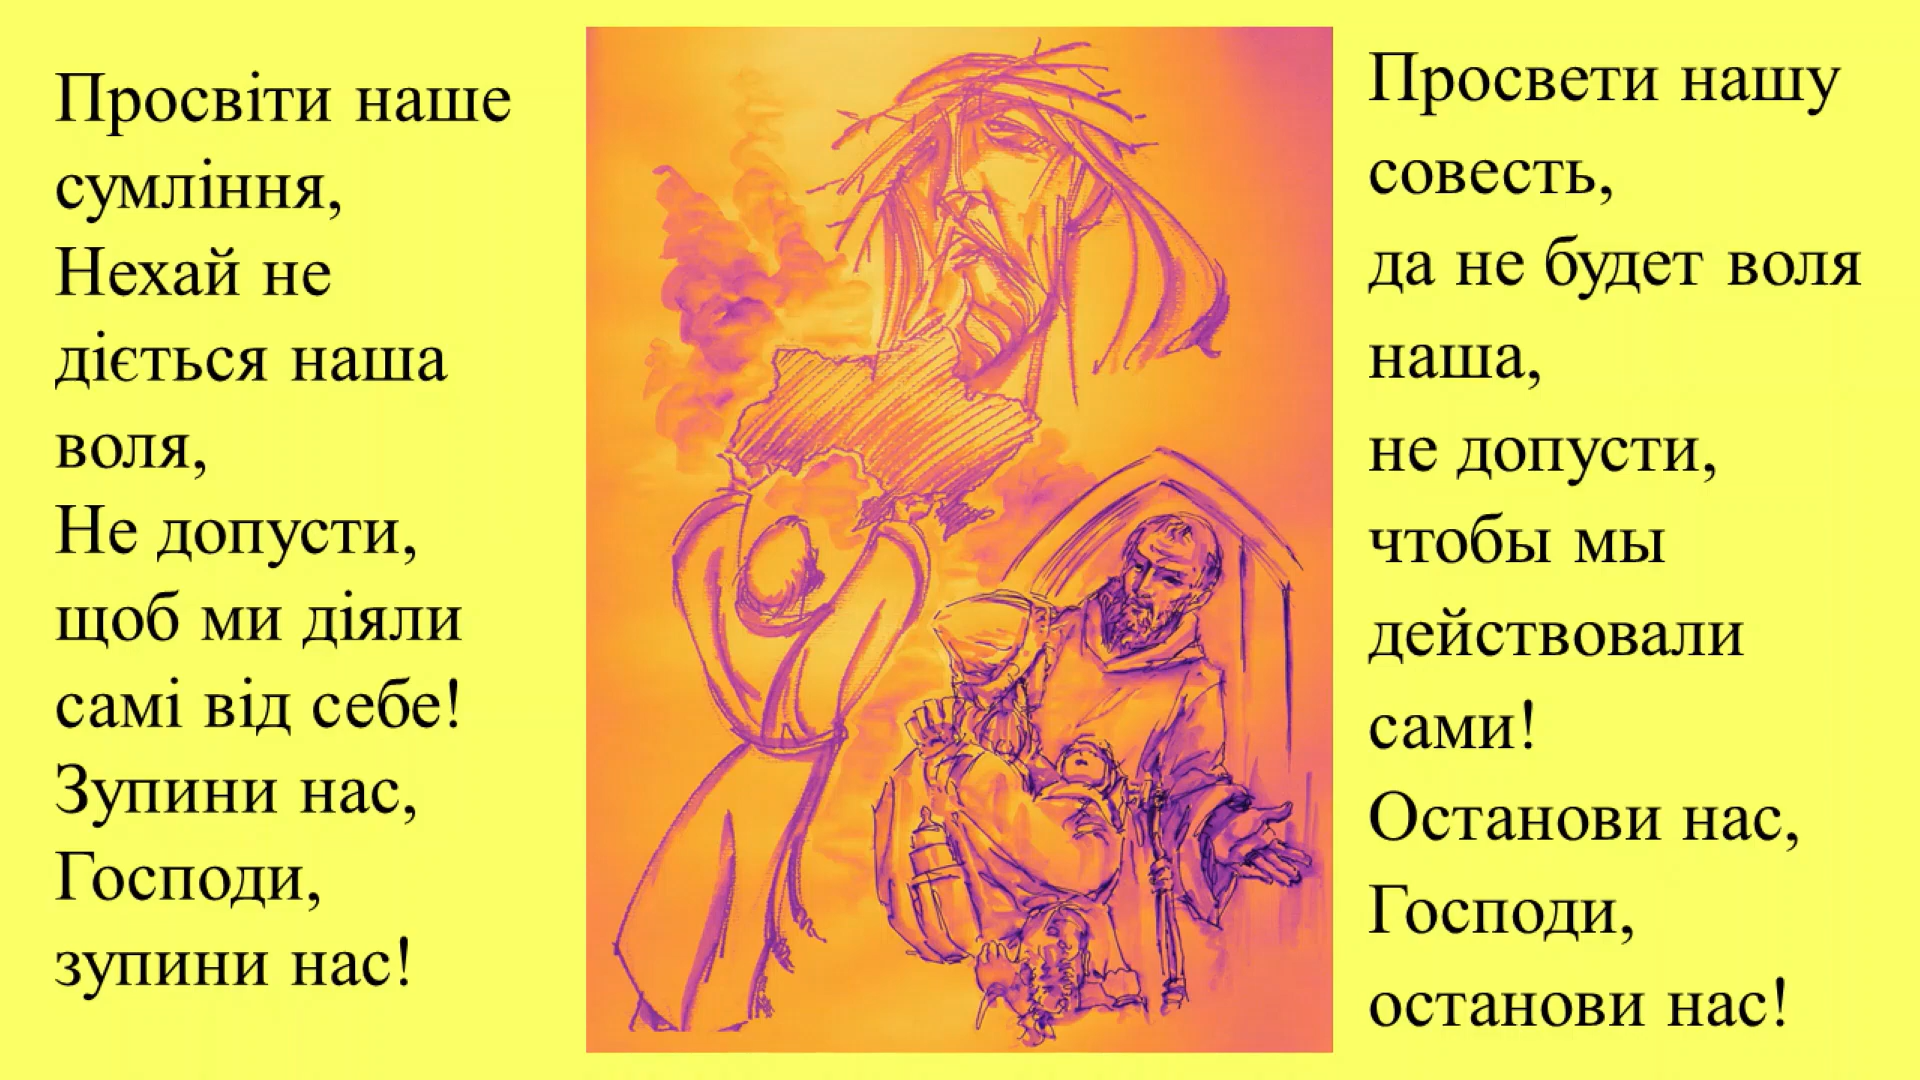 Просвіти наше
сумління,
Нехай не
діється наша
воля,
Не допусти,
щоб ми діяли
самі від себе!
Зупини нас,
Господи,
зупини нас!
Просвети нашу
совесть,
да не будет воля
наша,
не допусти,
чтобы мы
действовали
сами!
Останови нас,
Господи,
останови нас!